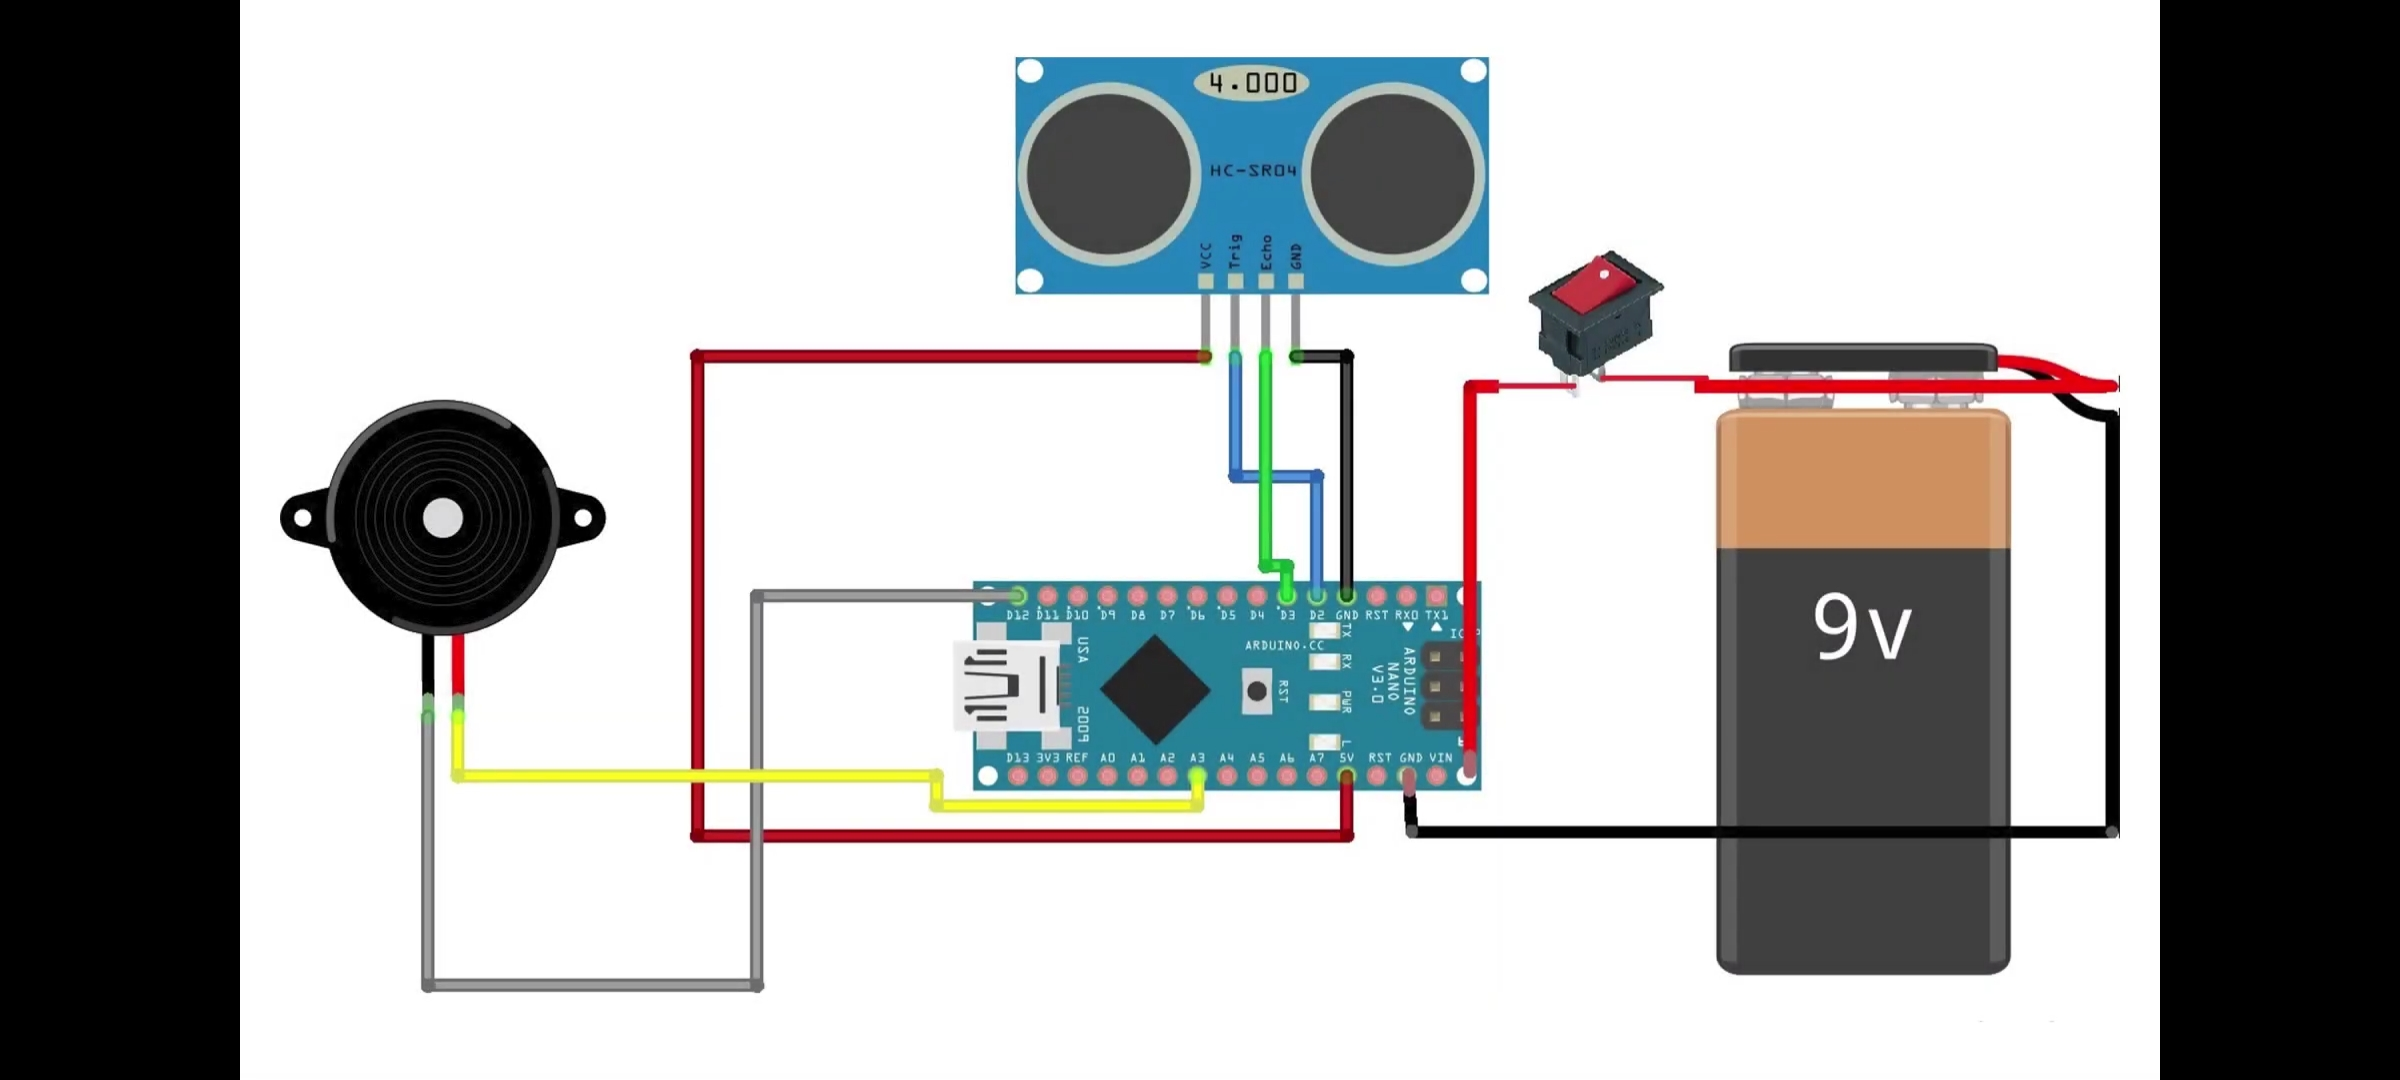 4.000
HC-SR04
VCC Trig Echo GND
9v
D12 D11 D10 D9 D8 D7 D6 D5 D4 D3 D2 GND RST RX0 TX1
TX
RX
PWR
L
ARDUINO.CC
RST
ARDUINO
NANO
V3.0
USA
2009
D13 3V3 REF A0 A1 A2 A3 A4 A5 A6 A7 5V RST GND VIN